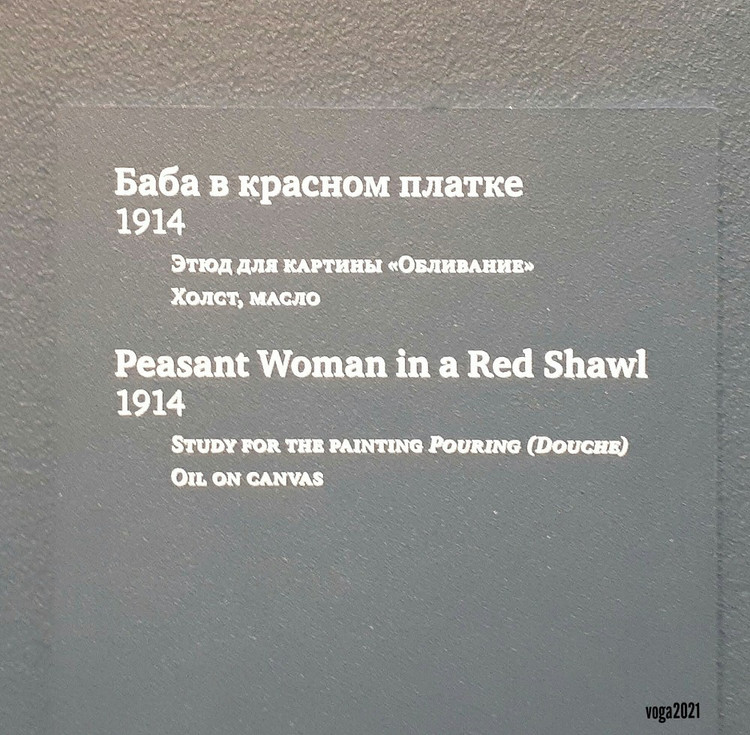 Баба в красном платке
1914
Этюд для картины «Обливание»
Холст, масло
Peasant Woman in a Red Shawl
1914
Study for the painting Pouring (Douche)
Oil on canvas
voga2021